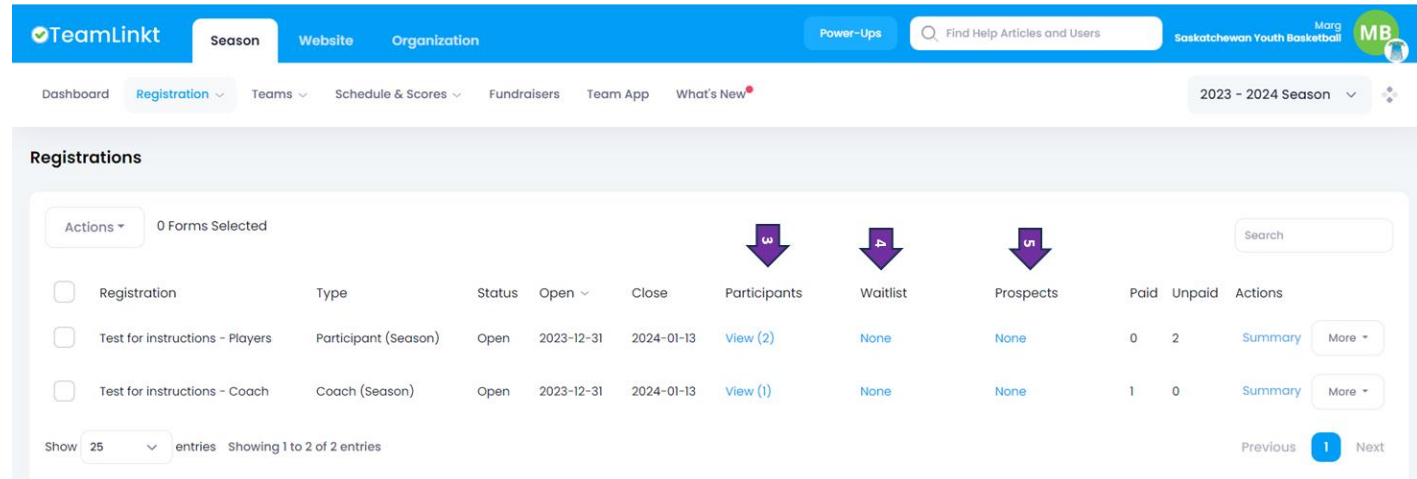 TeamLinkt Season Website Organization Power-Ups Find Help Articles and Users Marg
Saskatchewan Youth Basketball MB
Dashboard Registration Teams Schedule & Scores Fundraisers Team App What's New 2023 - 2024 Season
Registrations
Actions 0 Forms Selected Search
3 4 5
Registration Type Status Open Close Participants Waitlist Prospects Paid Unpaid Actions
Test for instructions - Players Participant (Season) Open 2023-12-31 2024-01-13 View (2) None None 0 2 Summary More
Test for instructions - Coach Coach (Season) Open 2023-12-31 2024-01-13 View (1) None None 1 0 Summary More
Show 25 entries Showing 1 to 2 of 2 entries Previous 1 Next